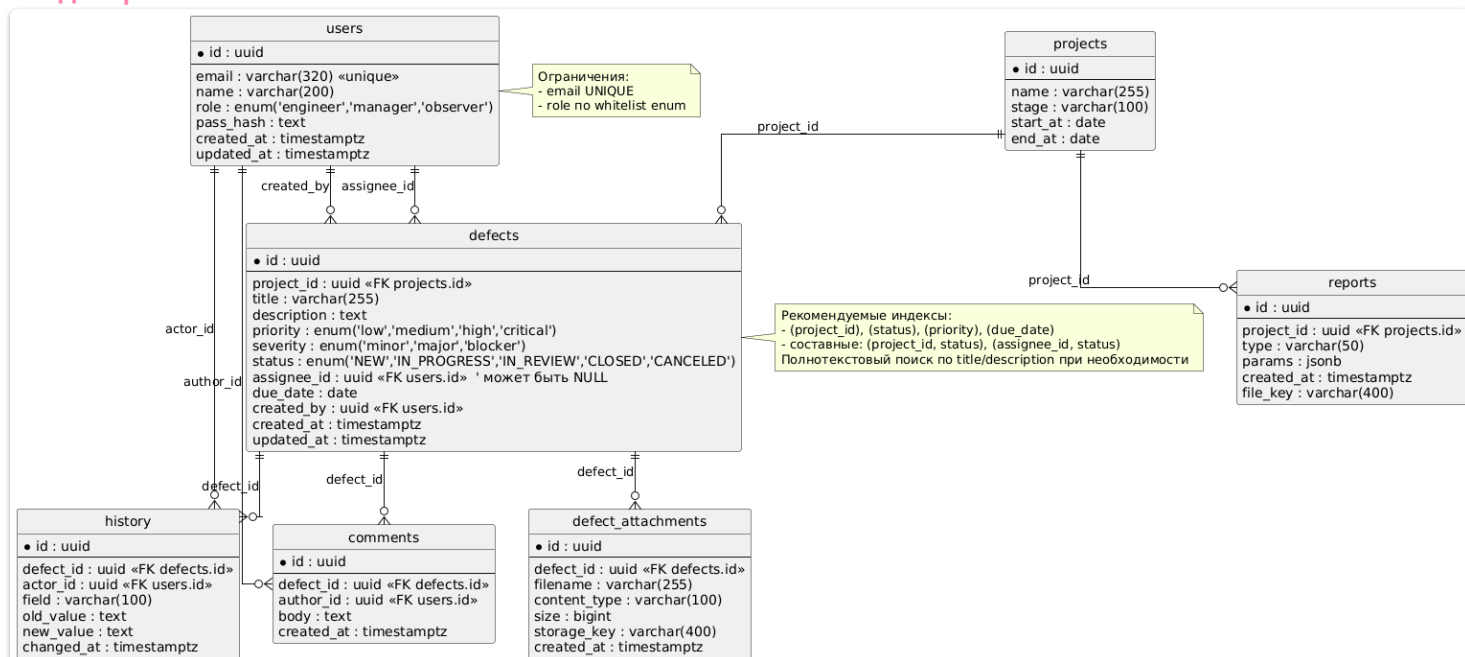 users
id : uuid
email : varchar(320) «unique»
name : varchar(200)
role : enum('engineer','manager','observer')
pass_hash : text
created_at : timestamptz
updated_at : timestamptz
Ограничения:
- email UNIQUE
- role по whitelist enum
projects
id : uuid
name : varchar(255)
stage : varchar(100)
start_at : date
end_at : date
project_id
created_by
assignee_id
defects
id : uuid
project_id : uuid «FK projects.id»
title : varchar(255)
description : text
priority : enum('low','medium','high','critical')
severity : enum('minor','major','blocker')
status : enum('NEW','IN_PROGRESS','IN_REVIEW','CLOSED','CANCELED')
assignee_id : uuid «FK users.id» ' может быть NULL
due_date : date
created_by : uuid «FK users.id»
created_at : timestamptz
updated_at : timestamptz
Рекомендуемые индексы:
- (project_id), (status), (priority), (due_date)
- составные: (project_id, status), (assignee_id, status)
Полнотекстовый поиск по title/description при необходимости
project_id
reports
id : uuid
project_id : uuid «FK projects.id»
type : varchar(50)
params : jsonb
created_at : timestamptz
file_key : varchar(400)
actor_id
author_id
defect_id
defect_id
defect_id
history
id : uuid
defect_id : uuid «FK defects.id»
actor_id : uuid «FK users.id»
field : varchar(100)
old_value : text
new_value : text
changed_at : timestamptz
comments
id : uuid
defect_id : uuid «FK defects.id»
author_id : uuid «FK users.id»
body : text
created_at : timestamptz
defect_attachments
id : uuid
defect_id : uuid «FK defects.id»
filename : varchar(255)
content_type : varchar(100)
size : bigint
storage_key : varchar(400)
created_at : timestamptz